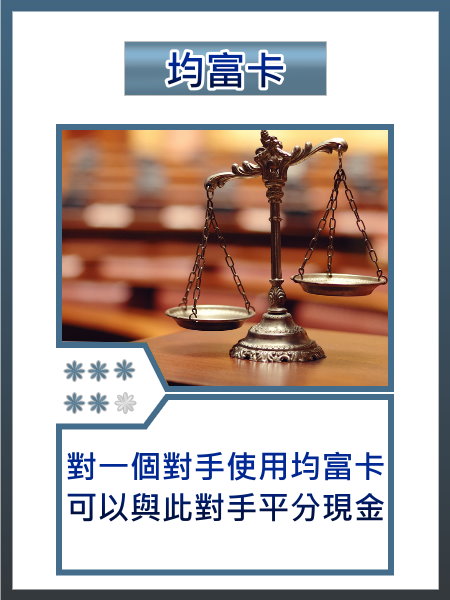 均富卡
對一個對手使用均富卡
可以與此對手平分現金